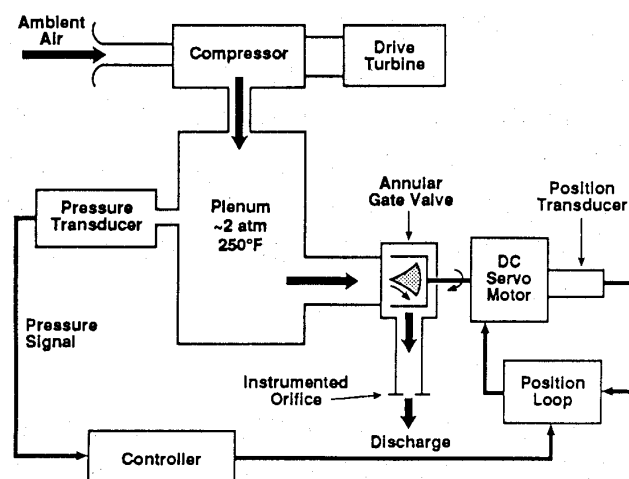 Ambient
Air
Compressor
Drive
Turbine
Annular
Gate Valve
Position
Transducer
Pressure
Transducer
Plenum
~2 atm
250°F
DC
Servo
Motor
Pressure
Signal
Instrumented
Orifice
Position
Loop
Discharge
Controller